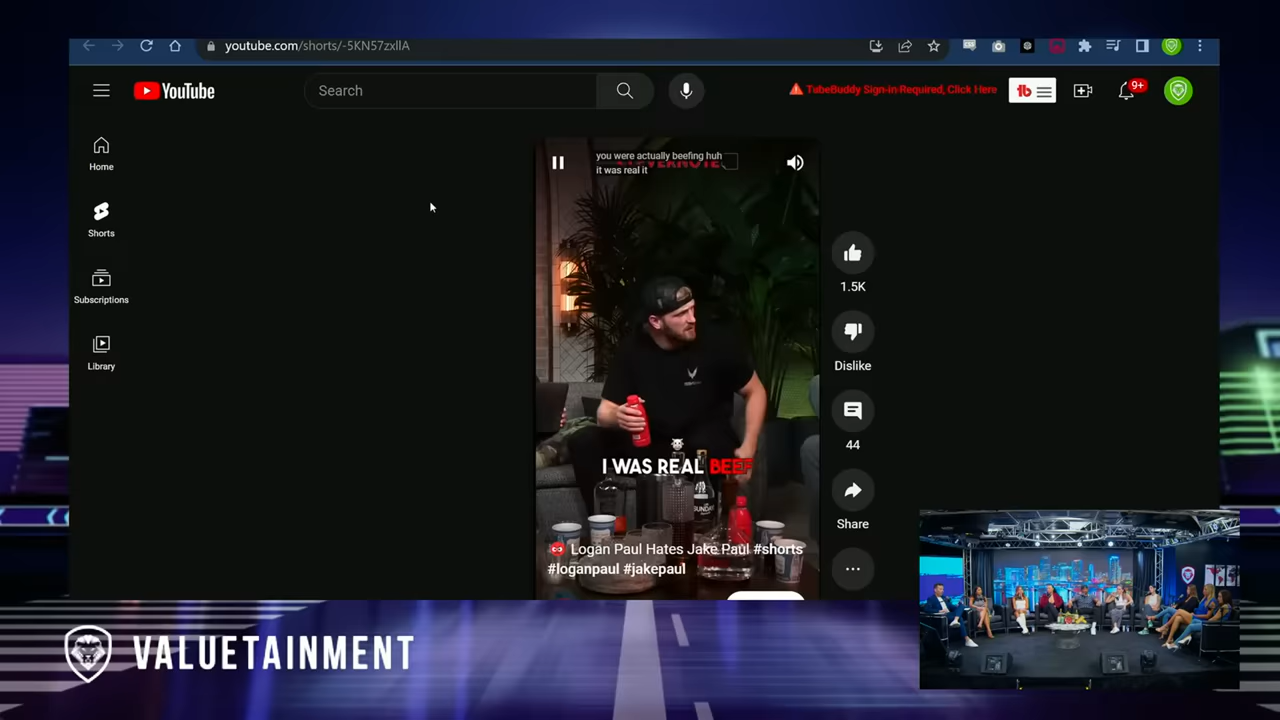 youtube.com/shorts/-5KN57zxllA
YouTube
Search
TubeBuddy Sign-in Required, Click Here
tb
9+
Home
Shorts
Subscriptions
Library
you were actually beefing huh
it was real it
I WAS REAL BEEF
Logan Paul Hates Jake Paul #shorts
#loganpaul #jakepaul
1.5K
Dislike
44
Share
VALUETAINMENT